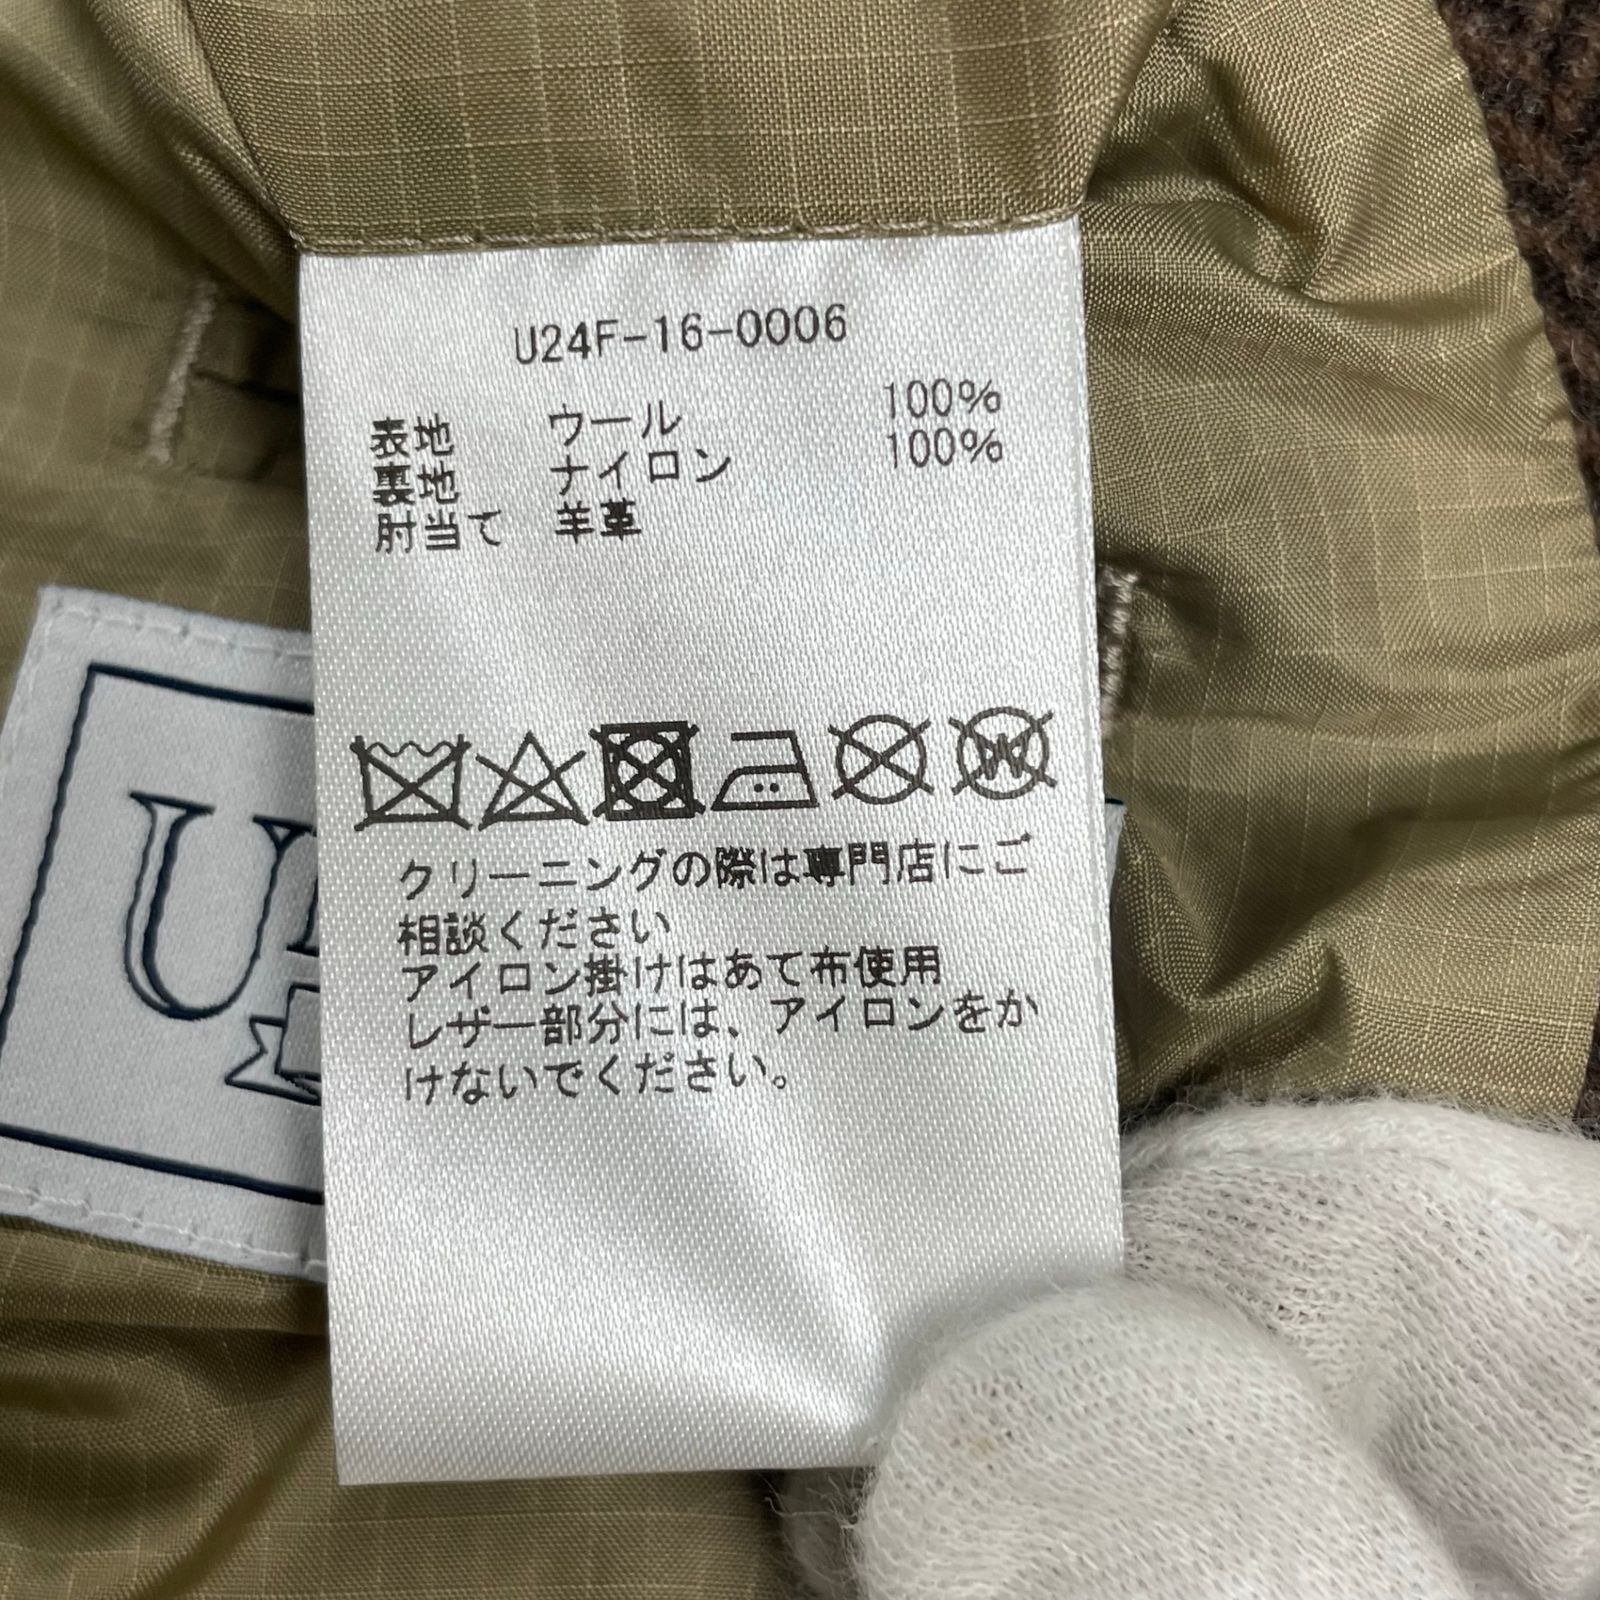 U24F-16-0006
表地 ウール 100%
裏地 ナイロン 100%
肘当て 羊革
クリーニングの際は専門店にご
相談ください
アイロン掛けはあて布使用
レザー部分には、アイロンをか
けないでください。